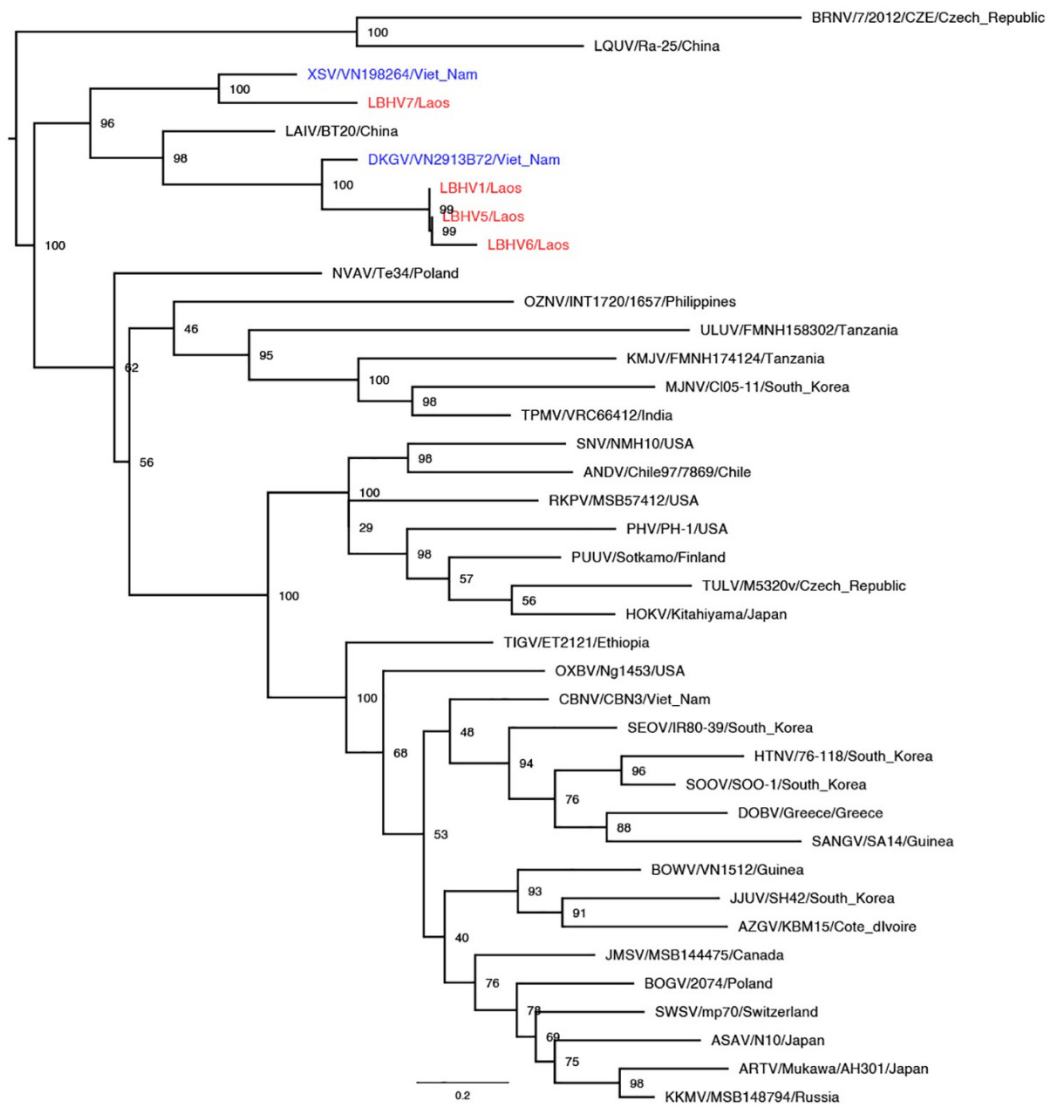 BRNV/7/2012/CZE/Czech_Republic
100
LQUV/Ra-25/China
XSV/VN198264/Viet_Nam
100
LBHV7/Laos
96
LAIV/BT20/China
98
DKGV/VN2913B72/Viet_Nam
100
LBHV1/Laos
99
LBHV5/Laos
99
LBHV6/Laos
100
NVAV/Te34/Poland
OZNV/INT1720/1657/Philippines
46
ULUV/FMNH158302/Tanzania
95
KMJV/FMNH174124/Tanzania
62
100
MJNV/Cl05-11/South_Korea
98
TPMV/VRC66412/India
SNV/NMH10/USA
56
98
ANDV/Chile97/7869/Chile
100
RKPV/MSB57412/USA
29
PHV/PH-1/USA
98
PUUV/Sotkamo/Finland
57
TULV/M5320v/Czech_Republic
100
56
HOKV/Kitahiyama/Japan
TIGV/ET2121/Ethiopia
OXBV/Ng1453/USA
100
CBNV/CBN3/Viet_Nam
SEOV/IR80-39/South_Korea
48
68
HTNV/76-118/South_Korea
94
96
SOOV/SOO-1/South_Korea
76
DOBV/Greece/Greece
88
53
SANGV/SA14/Guinea
BOWV/VN1512/Guinea
93
JJUV/SH42/South_Korea
91
AZGV/KBM15/Cote_dIvoire
40
JMSV/MSB144475/Canada
76
BOGV/2074/Poland
78
SWSV/mp70/Switzerland
69
ASAV/N10/Japan
75
ARTV/Mukawa/AH301/Japan
98
KKMV/MSB148794/Russia
0.2